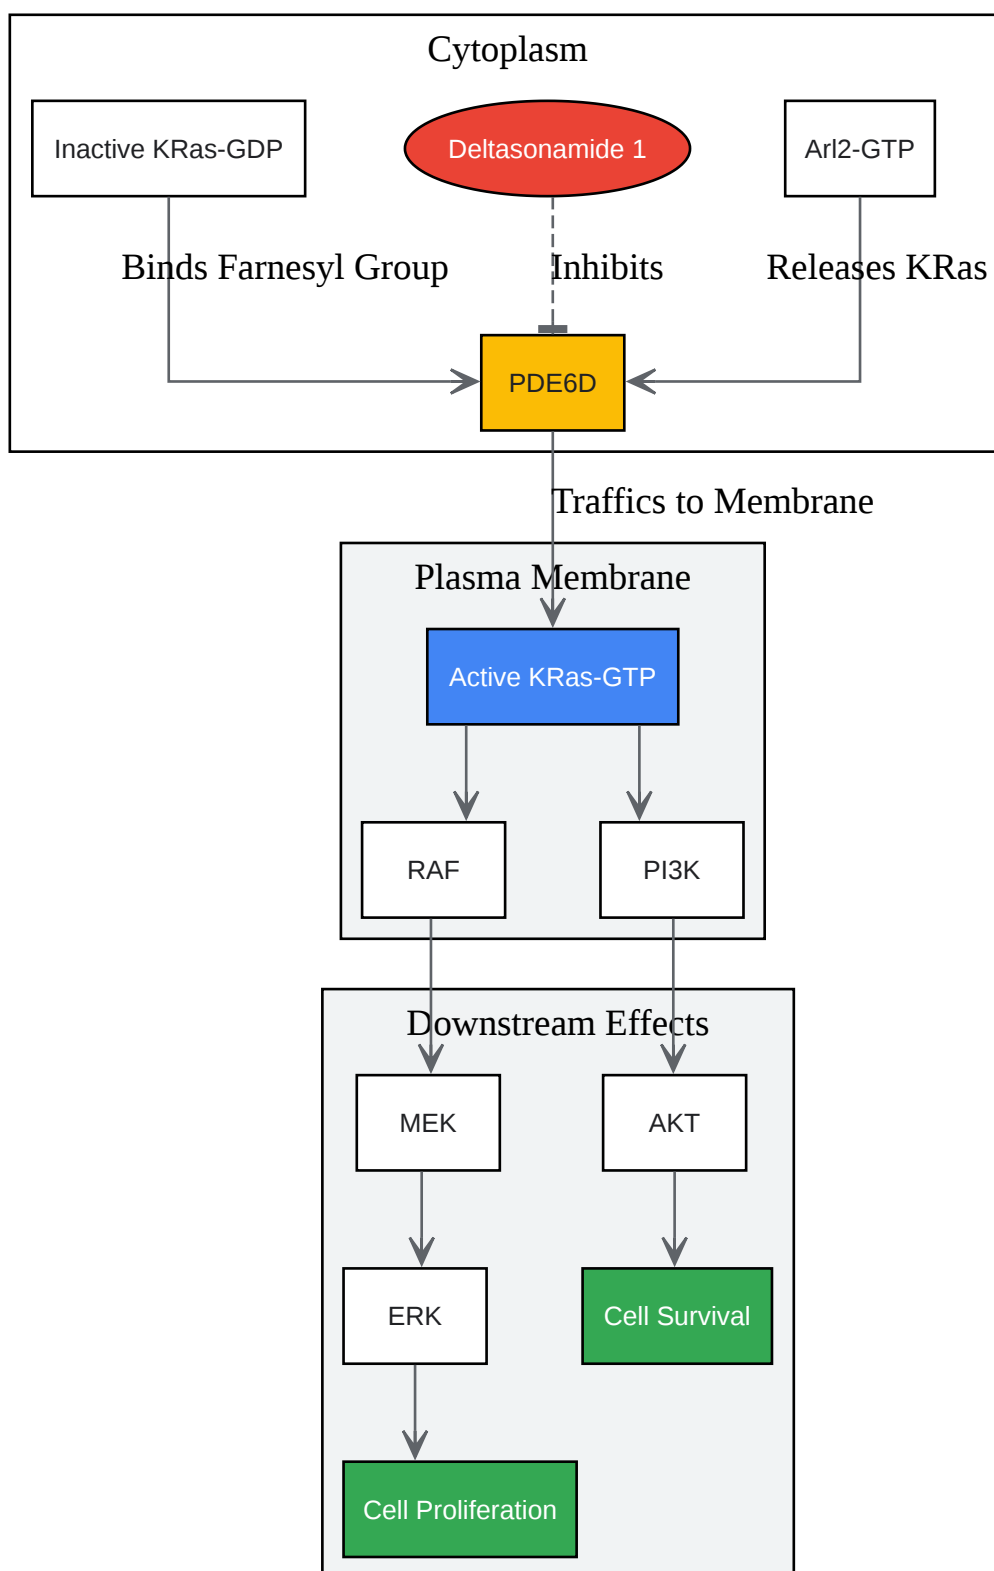 Cytoplasm
Inactive KRas-GDP
Deltasonamide 1
Arl2-GTP
Binds Farnesyl Group
Inhibits
Releases KRas
PDE6D
Traffics to Membrane
Plasma Membrane
Active KRas-GTP
RAF
PI3K
Downstream Effects
MEK
AKT
ERK
Cell Survival
Cell Proliferation